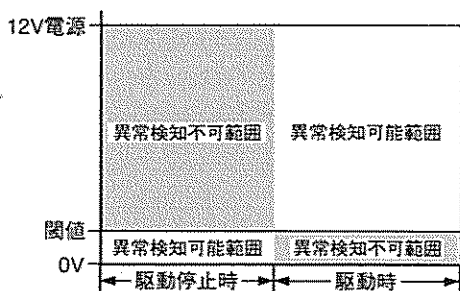 12V電源
異常検知不可範囲 異常検知可能範囲
閾値
異常検知可能範囲 異常検知不可範囲
0V
駆動停止時 駆動時